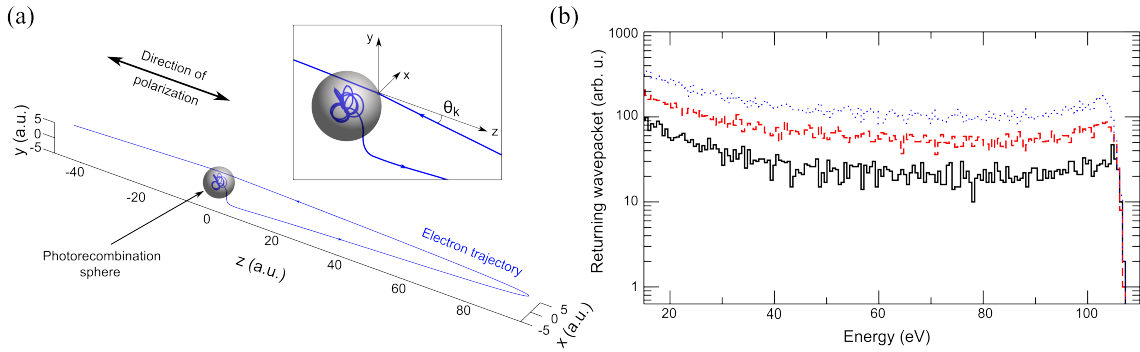 (a)
Direction of
polarization
y (a.u.)
5
0
-5
-40
-20
0
20
40
60
80
z (a.u.)
5
0
-5
x (a.u.)
Photorecombination
sphere
Electron trajectory
y
x
z
θk
(b)
Returning wavepacket (arb. u.)
1000
100
10
1
20
40
60
80
100
Energy (eV)